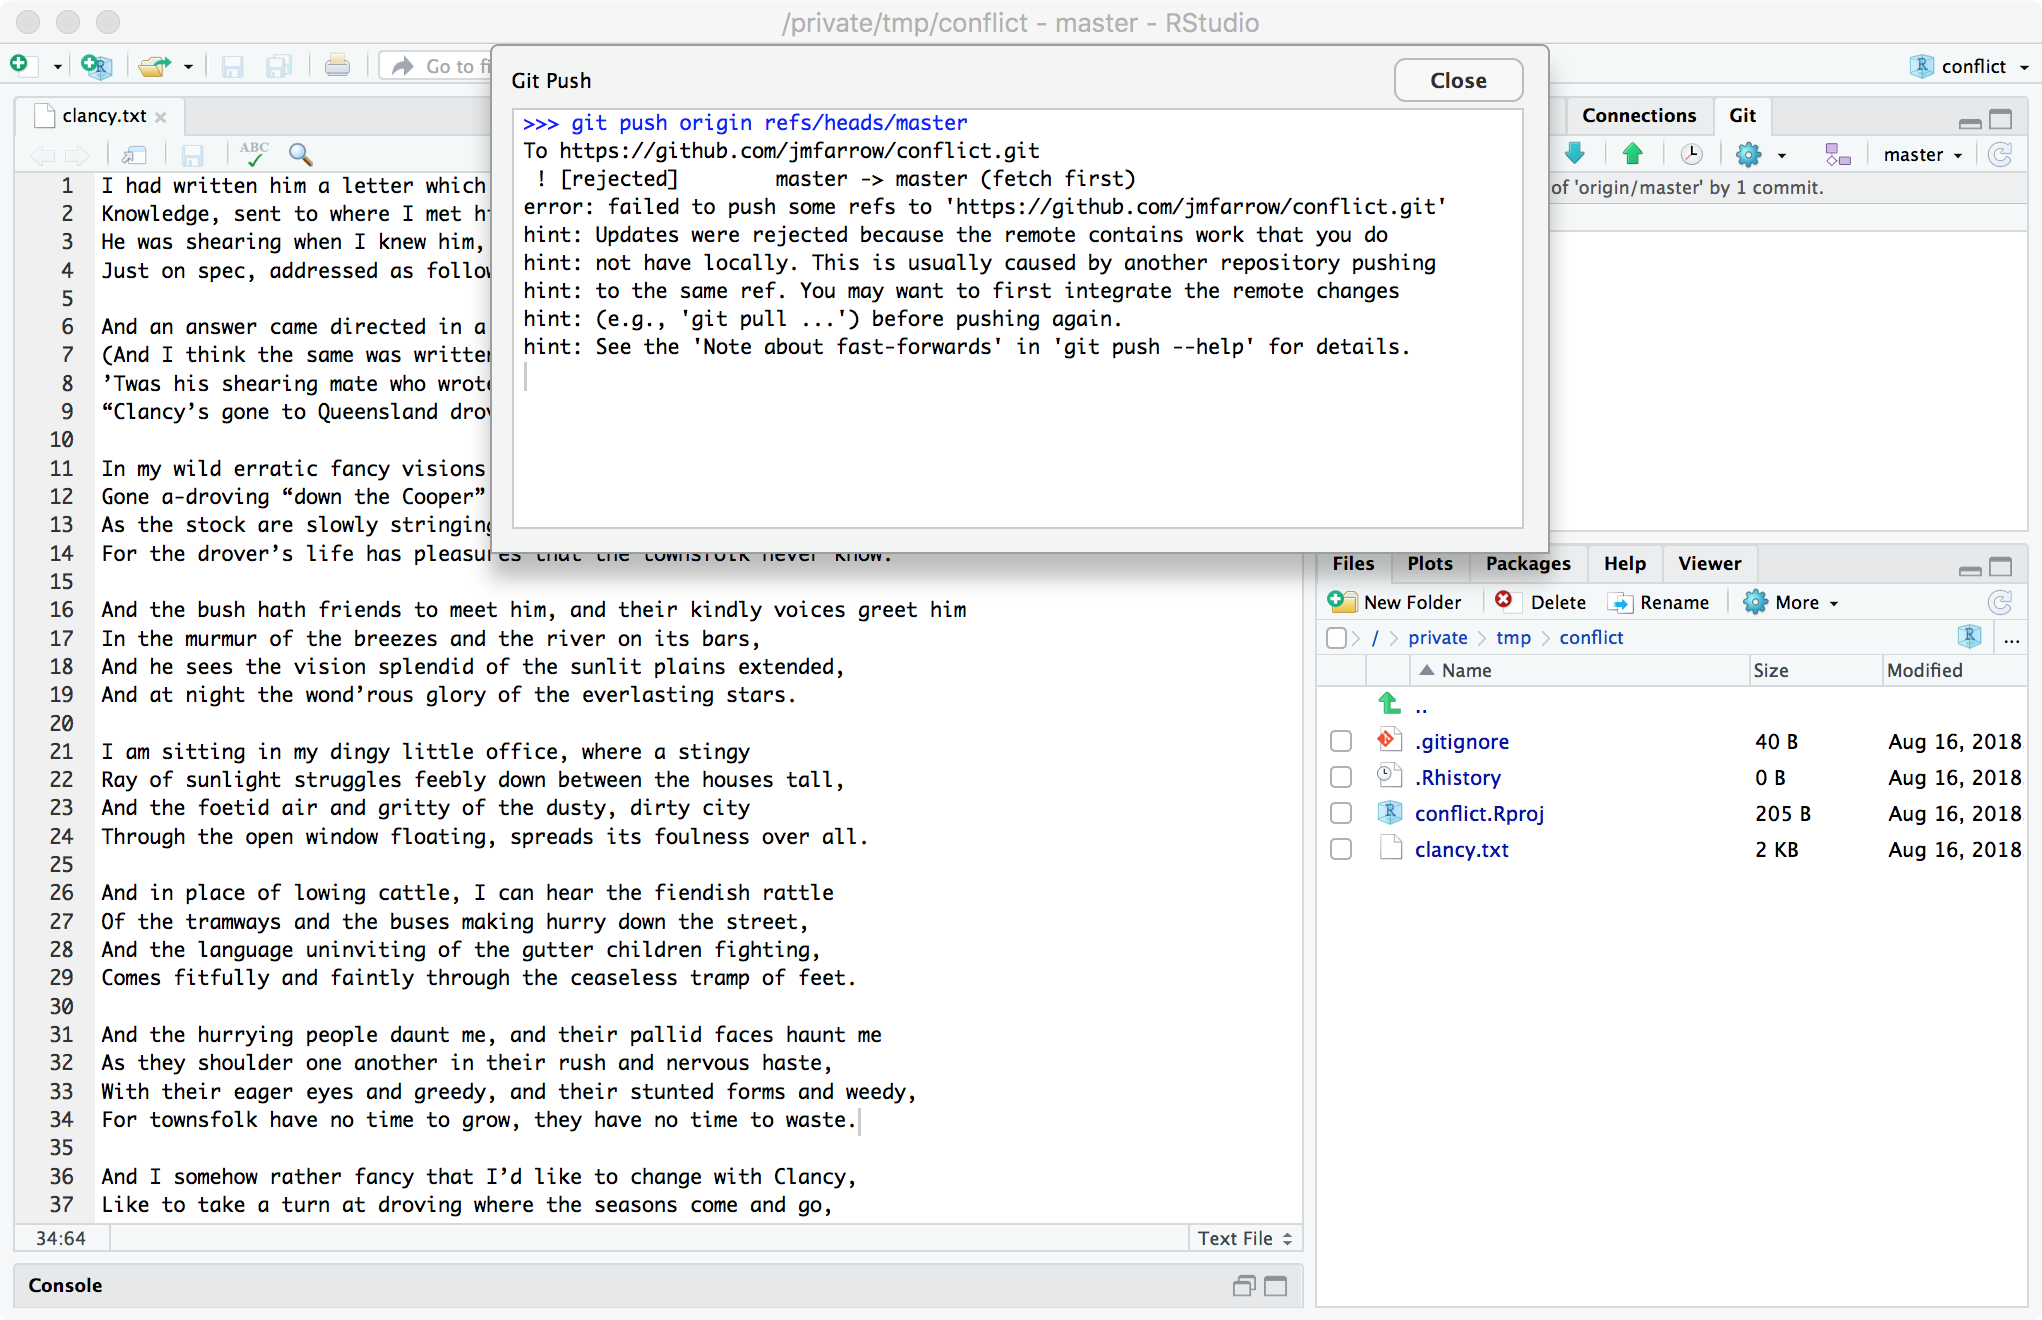 /private/tmp/conflict - master - RStudio
Go to fi
conflict
Git Push
Close
>>> git push origin refs/heads/master
To https://github.com/jmfarrow/conflict.git
! [rejected]        master -> master (fetch first)
error: failed to push some refs to 'https://github.com/jmfarrow/conflict.git'
hint: Updates were rejected because the remote contains work that you do
hint: not have locally. This is usually caused by another repository pushing
hint: to the same ref. You may want to first integrate the remote changes
hint: (e.g., 'git pull ...') before pushing again.
hint: See the 'Note about fast-forwards' in 'git push --help' for details.
clancy.txt
ABC
1 I had written him a letter which
2 Knowledge, sent to where I met hi
3 He was shearing when I knew him,
4 Just on spec, addressed as follow
5
6 And an answer came directed in a
7 (And I think the same was written
8 ’Twas his shearing mate who wrote
9 “Clancy’s gone to Queensland drov
10
11 In my wild erratic fancy visions
12 Gone a-droving “down the Cooper”
13 As the stock are slowly stringing
14 For the drover’s life has pleasures that the townsfolk never know.
15
16 And the bush hath friends to meet him, and their kindly voices greet him
17 In the murmur of the breezes and the river on its bars,
18 And he sees the vision splendid of the sunlit plains extended,
19 And at night the wond’rous glory of the everlasting stars.
20
21 I am sitting in my dingy little office, where a stingy
22 Ray of sunlight struggles feebly down between the houses tall,
23 And the foetid air and gritty of the dusty, dirty city
24 Through the open window floating, spreads its foulness over all.
25
26 And in place of lowing cattle, I can hear the fiendish rattle
27 Of the tramways and the buses making hurry down the street,
28 And the language uninviting of the gutter children fighting,
29 Comes fitfully and faintly through the ceaseless tramp of feet.
30
31 And the hurrying people daunt me, and their pallid faces haunt me
32 As they shoulder one another in their rush and nervous haste,
33 With their eager eyes and greedy, and their stunted forms and weedy,
34 For townsfolk have no time to grow, they have no time to waste.
35
36 And I somehow rather fancy that I’d like to change with Clancy,
37 Like to take a turn at droving where the seasons come and go,
34:64
Text File
Console
Connections Git
master
of 'origin/master' by 1 commit.
Files Plots Packages Help Viewer
New Folder Delete Rename More
/ private tmp conflict ...
Name Size Modified
..
.gitignore 40 B Aug 16, 2018
.Rhistory 0 B Aug 16, 2018
conflict.Rproj 205 B Aug 16, 2018
clancy.txt 2 KB Aug 16, 2018